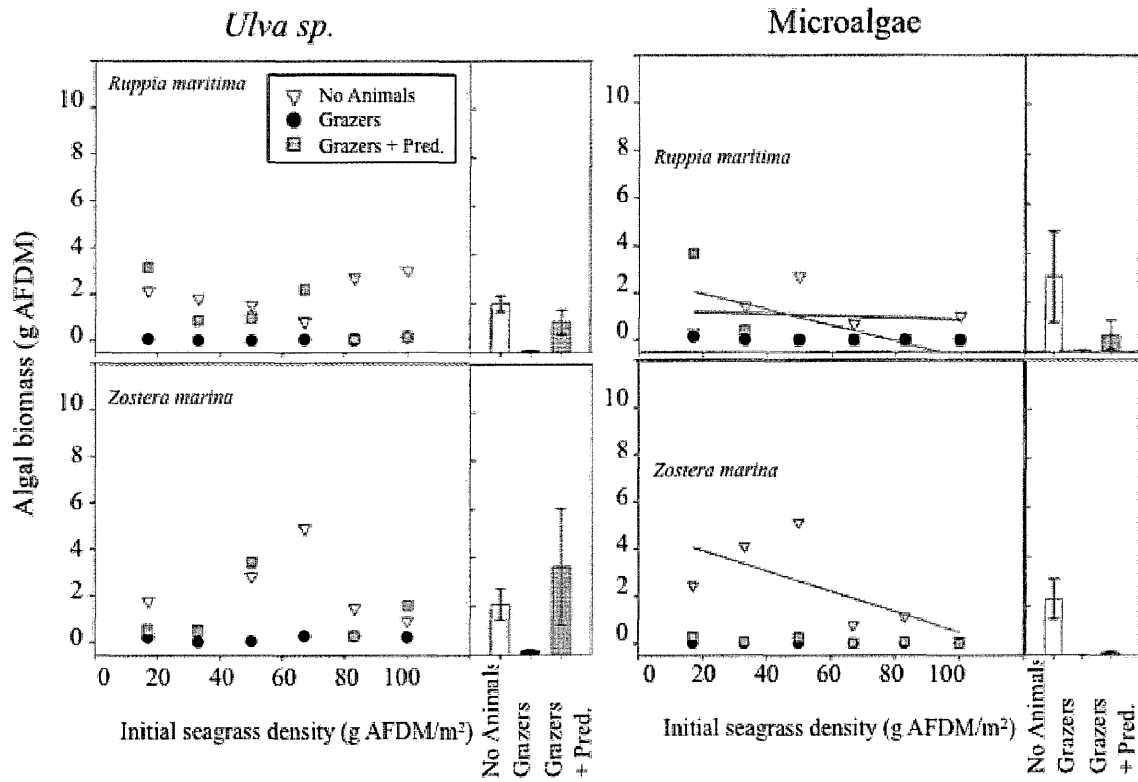 Ulva sp.
Microalgae
Ruppia maritima
No Animals
Grazers
Grazers + Pred.
10
8
6
4
2
0
Ruppia maritima
10
8
6
4
2
0
Zostera marina
10
8
6
4
2
0
Zostera marina
10
8
6
4
2
0
Algal biomass (g AFDM)
0 20 40 60 80 100
Initial seagrass density (g AFDM/m²)
No Animals
Grazers
Grazers
+ Pred.
0 20 40 60 80 100
Initial seagrass density (g AFDM/m²)
No Animals
Grazers
Grazers
+ Pred.